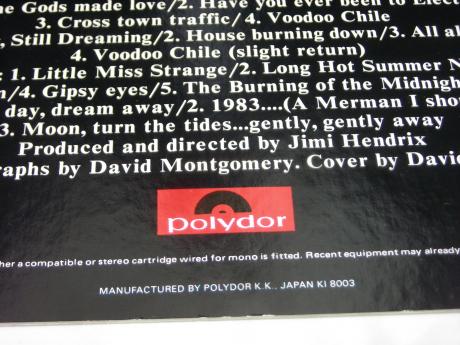 he Gods made love/2. Have you ever been to Elect
3. Cross town traffic/4. Voodoo Chile
, Still Dreaming/2. House burning down/3. All al
4. Voodoo Chile (slight return)
: 1. Little Miss Strange/2. Long Hot Summer N
n/4. Gipsy eyes/5. The Burning of the Midnigh
day, dream away/2. 1983....(A Merman I shou
3. Moon, turn the tides...gently, gently away
Produced and directed by Jimi Hendrix
raphs by David Montgomery. Cover by David
polydor
her a compatible or stereo cartridge wired for mono is fitted. Recent equipment may already
MANUFACTURED BY POLYDOR K.K., JAPAN KI 8003